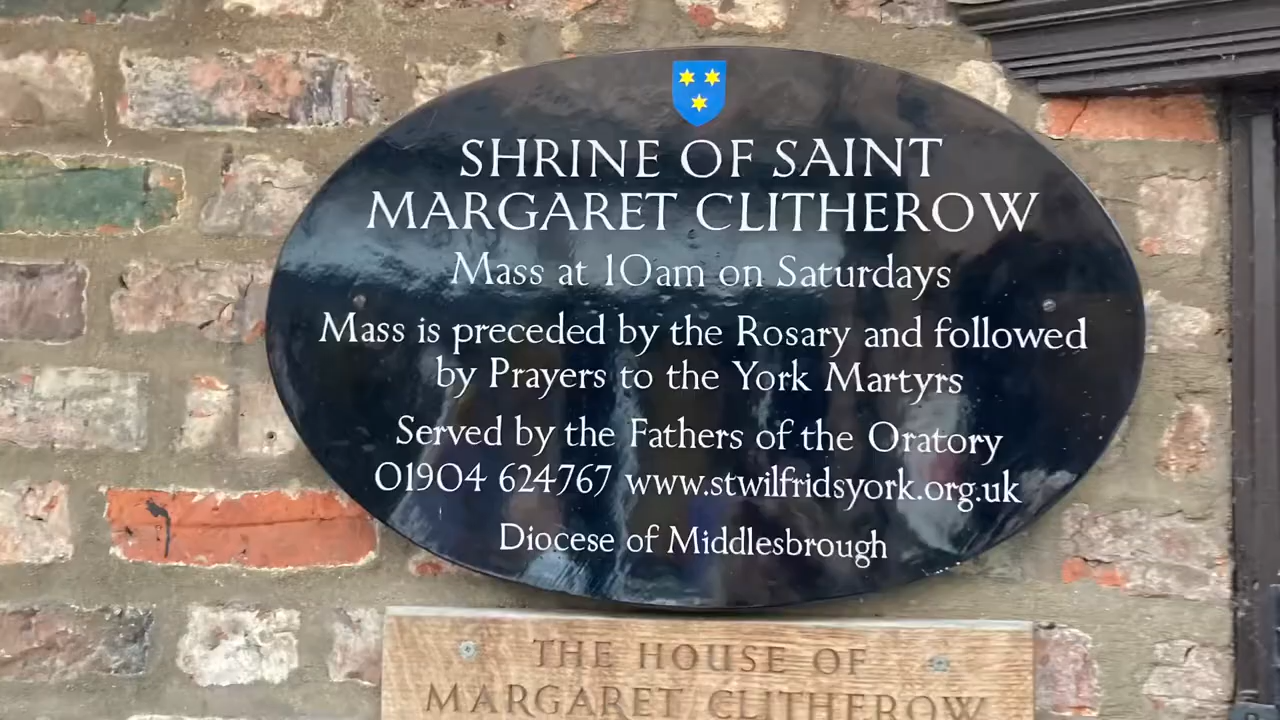 SHRINE OF SAINT
MARGARET CLITHEROW
Mass at 10am on Saturdays
Mass is preceded by the Rosary and followed
by Prayers to the York Martyrs
Served by the Fathers of the Oratory
01904 624767 www.stwilfridsyork.org.uk
Diocese of Middlesbrough
THE HOUSE OF
MARGARET CLITHEROW